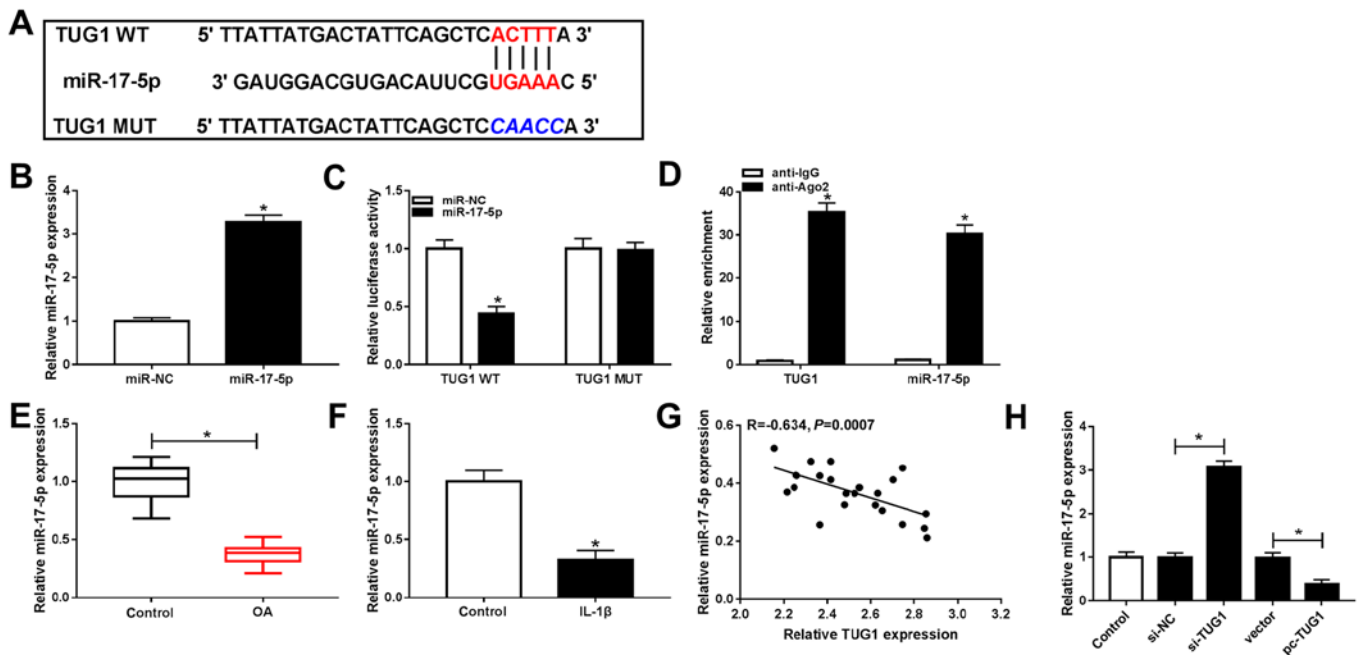 A
TUG1 WT 5' TTATTATGACTATTCAGCTCACTTTA 3'
miR-17-5p 3' GAUGGACGUGACAUUCGUGAAAC 5'
TUG1 MUT 5' TTATTATGACTATTCAGCTCCAACCA 3'
B
Relative miR-17-5p expression
4
3
2
1
0
*
miR-NC miR-17-5p
C
Relative luciferase activity
1.5
1.0
0.5
0.0
miR-NC
miR-17-5p
*
TUG1 WT TUG1 MUT
D
anti-IgG
anti-Ago2
Relative enrichment
40
30
20
10
0
* *
TUG1 miR-17-5p
E
Relative miR-17-5p expression
1.5
1.0
0.5
0.0
*
Control OA
F
Relative miR-17-5p expression
1.5
1.0
0.5
0.0
*
Control IL-1β
G
R=-0.634, P=0.0007
Relative miR-17-5p expression
0.6
0.4
0.2
0.0
2.0 2.2 2.4 2.6 2.8 3.0 3.2
Relative TUG1 expression
H
Relative miR-17-5p expression
4
3
2
1
0
* *
Control si-NC si-TUG1 vector pc-TUG1